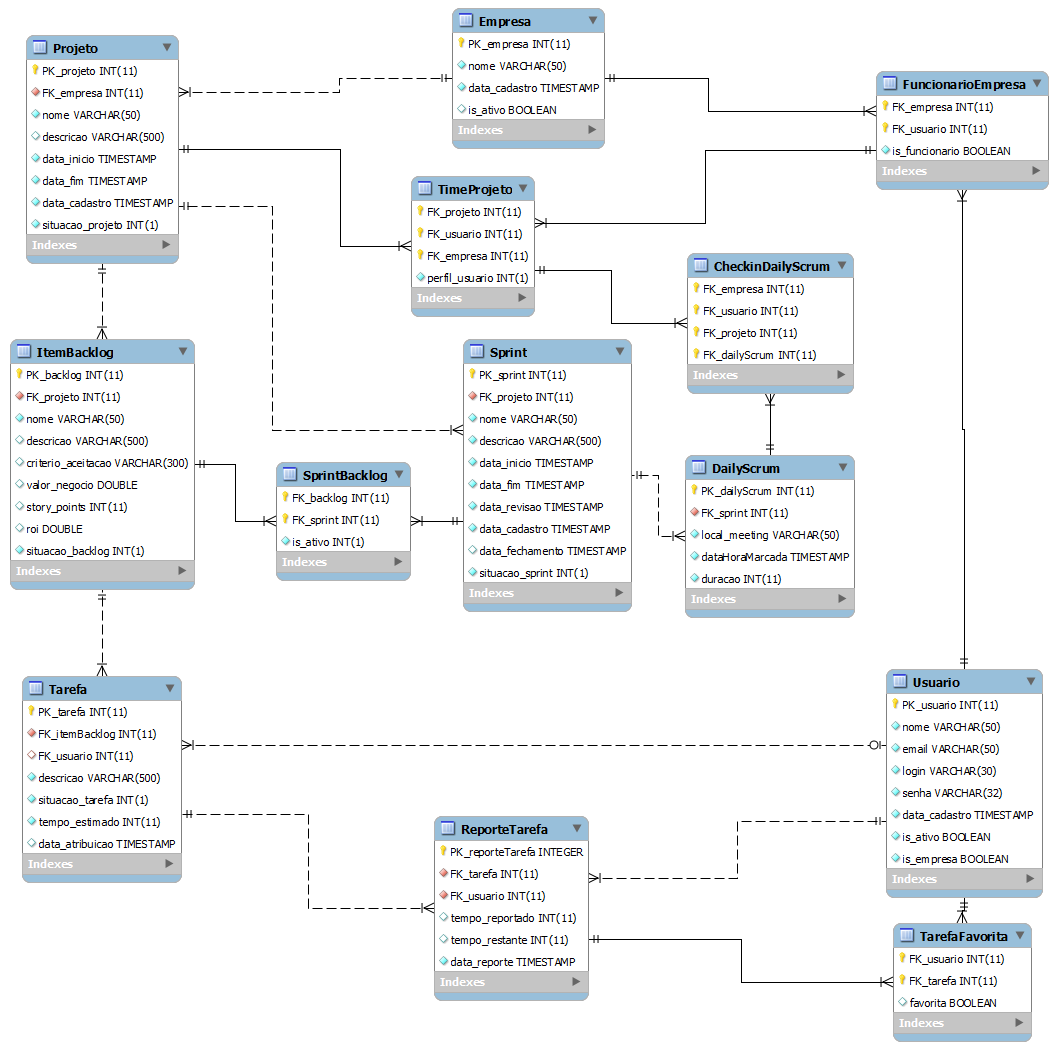 Empresa
PK_empresa INT(11)
nome VARCHAR(50)
data_cadastro TIMESTAMP
is_ativo BOOLEAN
Indexes
Projeto
PK_projeto INT(11)
FK_empresa INT(11)
nome VARCHAR(50)
descricao VARCHAR(500)
data_inicio TIMESTAMP
data_fim TIMESTAMP
data_cadastro TIMESTAMP
situacao_projeto INT(1)
Indexes
FuncionarioEmpresa
FK_empresa INT(11)
FK_usuario INT(11)
is_funcionario BOOLEAN
Indexes
TimeProjeto
FK_projeto INT(11)
FK_usuario INT(11)
FK_empresa INT(11)
perfil_usuario INT(1)
Indexes
CheckinDailyScrum
FK_empresa INT(11)
FK_usuario INT(11)
FK_projeto INT(11)
FK_dailyScrum INT(11)
Indexes
ItemBacklog
PK_backlog INT(11)
FK_projeto INT(11)
nome VARCHAR(50)
descricao VARCHAR(500)
criterio_aceitacao VARCHAR(300)
valor_negocio DOUBLE
story_points INT(11)
roi DOUBLE
situacao_backlog INT(1)
Indexes
Sprint
PK_sprint INT(11)
FK_projeto INT(11)
nome VARCHAR(50)
descricao VARCHAR(500)
data_inicio TIMESTAMP
data_fim TIMESTAMP
data_revisao TIMESTAMP
data_cadastro TIMESTAMP
data_fechamento TIMESTAMP
situacao_sprint INT(1)
Indexes
SprintBacklog
FK_backlog INT(11)
FK_sprint INT(11)
is_ativo INT(1)
Indexes
DailyScrum
PK_dailyScrum INT(11)
FK_sprint INT(11)
local_meeting VARCHAR(50)
dataHoraMarcada TIMESTAMP
duracao INT(11)
Indexes
Tarefa
PK_tarefa INT(11)
FK_itemBacklog INT(11)
FK_usuario INT(11)
descricao VARCHAR(500)
situacao_tarefa INT(1)
tempo_estimado INT(11)
data_atribuicao TIMESTAMP
Indexes
Usuario
PK_usuario INT(11)
nome VARCHAR(50)
email VARCHAR(50)
login VARCHAR(30)
senha VARCHAR(32)
data_cadastro TIMESTAMP
is_ativo BOOLEAN
is_empresa BOOLEAN
Indexes
ReporteTarefa
PK_reporteTarefa INTEGER
FK_tarefa INT(11)
FK_usuario INT(11)
tempo_reportado INT(11)
tempo_restante INT(11)
data_reporte TIMESTAMP
Indexes
TarefaFavorita
FK_usuario INT(11)
FK_tarefa INT(11)
favorita BOOLEAN
Indexes